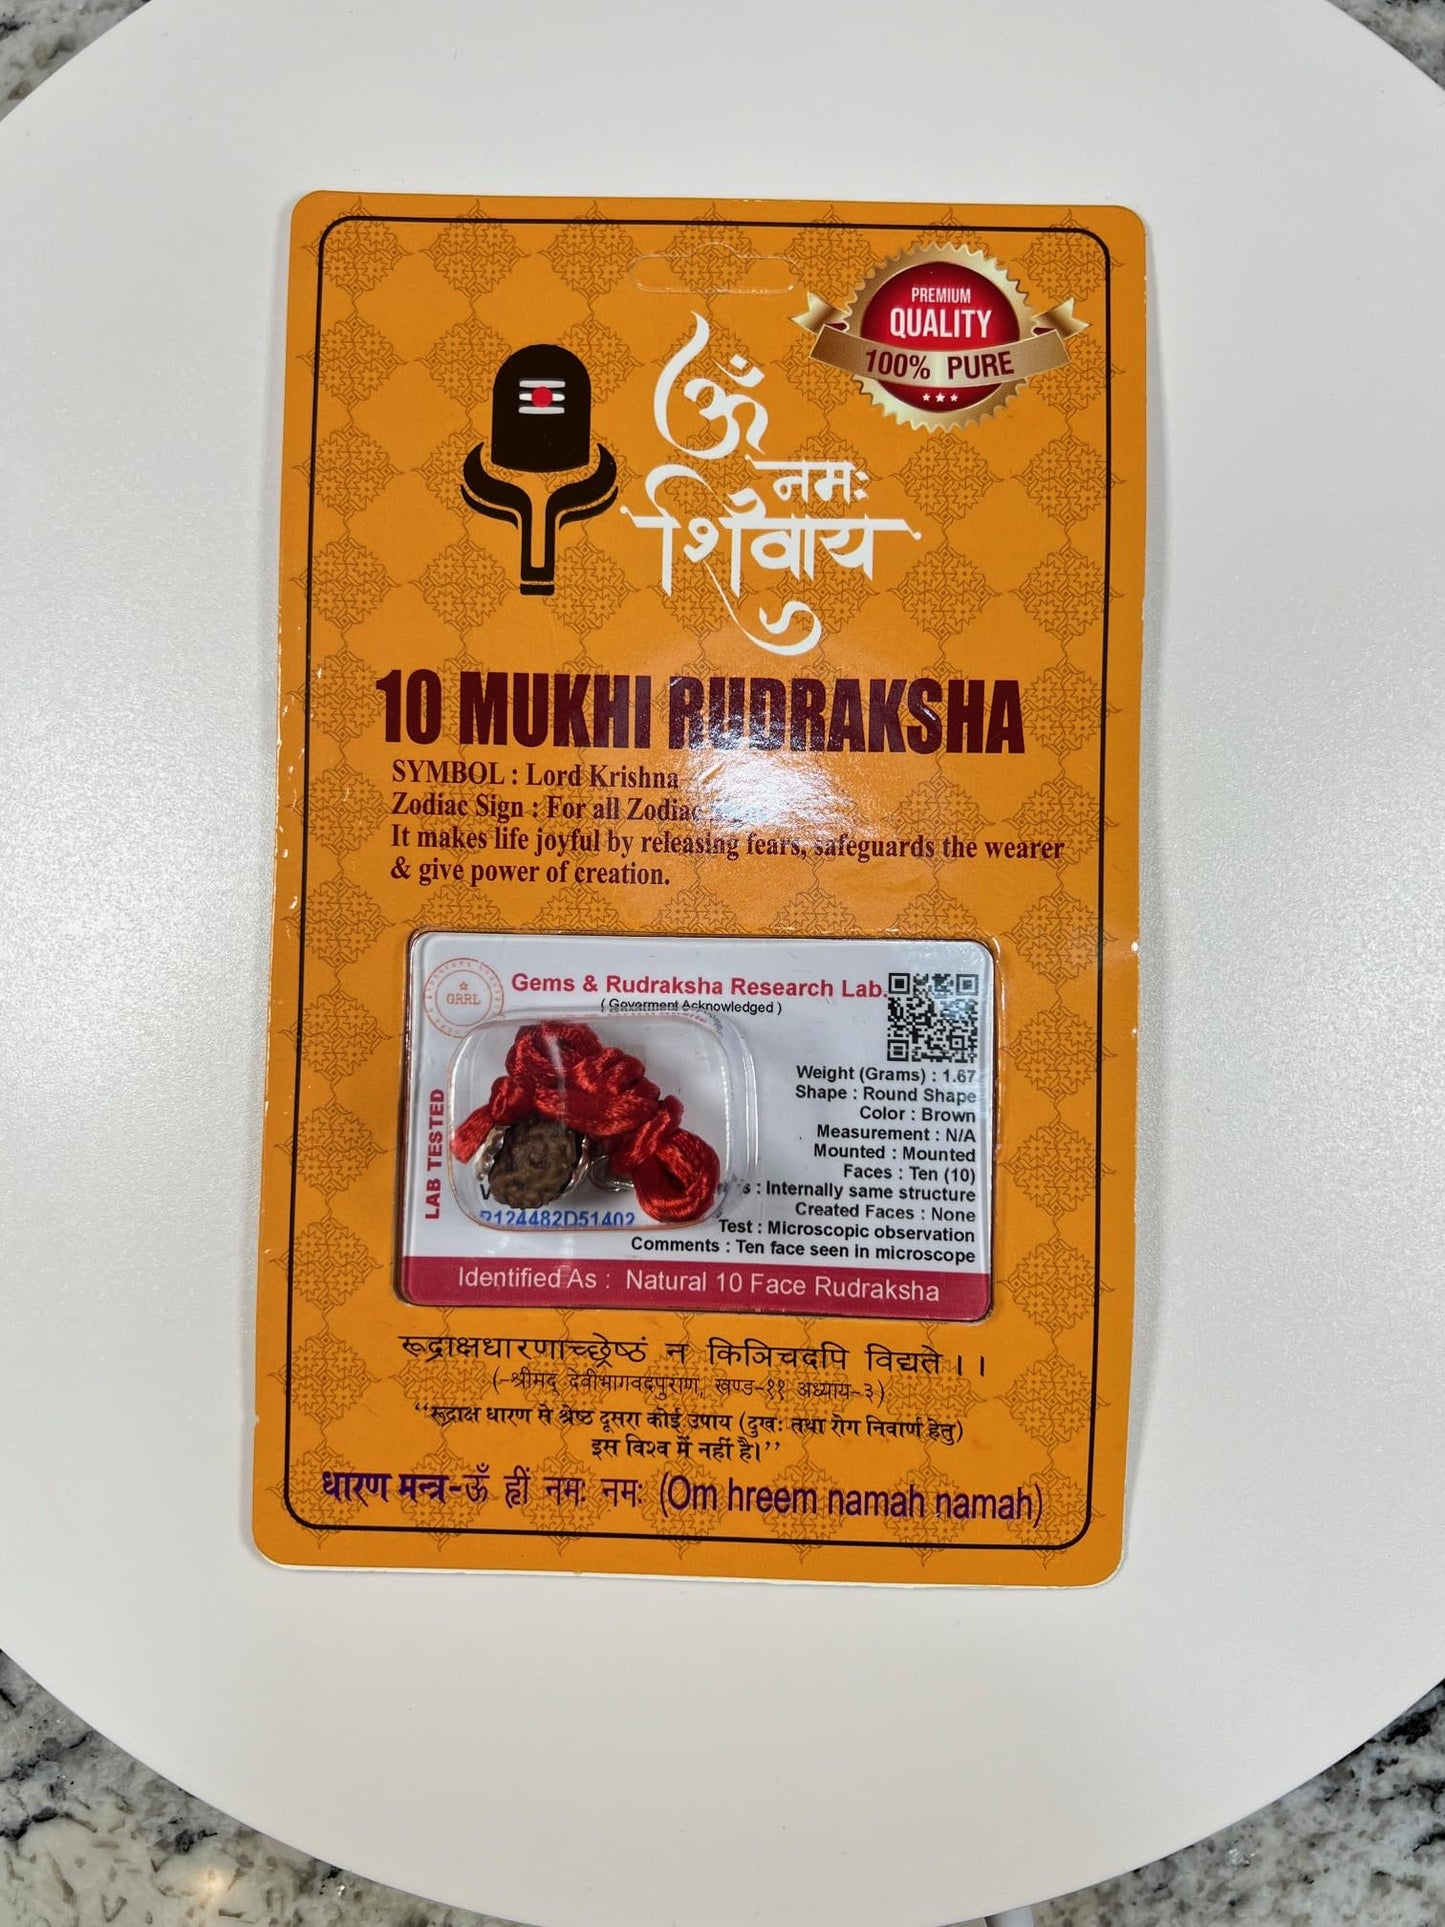 PREMIUM
QUALITY
100% PURE
ॐ
नमः
शिवाय
10 MUKHI RUDRAKSHA
SYMBOL : Lord Krishna
Zodiac Sign : For all Zodiac
It makes life joyful by releasing fears, safeguards the wearer
& give power of creation.
GRRL
Gems & Rudraksha Research Lab.
( Goverment Acknowledged )
LAB TESTED
Weight (Grams) : 1.67
Shape : Round Shape
Color : Brown
Measurement : N/A
Mounted : Mounted
Faces : Ten (10)
: Internally same structure
Created Faces : None
Test : Microscopic observation
Comments : Ten face seen in microscope
124482D51402
Identified As : Natural 10 Face Rudraksha
रूद्राक्षधारणाच्छ्रेष्ठं न किञ्चिदपि विद्यते।।
(-श्रीमद् देवीभागवदपुराण, खण्ड-११ अध्याय-३)
“रूद्राक्ष धारण से श्रेष्ठ दूसरा कोई उपाय (दुखः तथा रोग निवार्ण हेतु)
इस विश्व में नहीं है।”
धारण मन्त्र-ॐ ह्रीं नमः नमः (Om hreem namah namah)